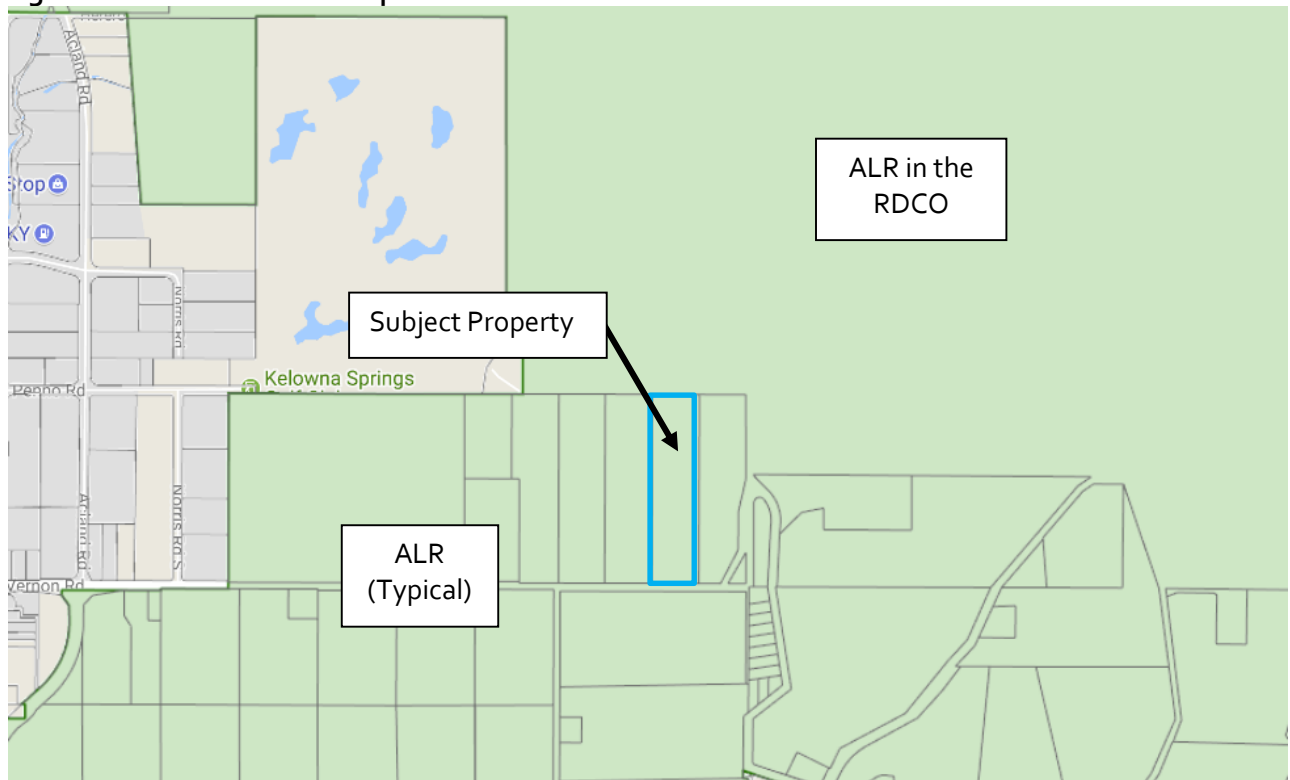 Acland Rd
ALR in the
RDCO
Stop
KY
Norris Rd
Subject Property
Kelowna Springs
Penno Rd
Acland Rd
Norris Rd S
ALR
(Typical)
Vernon Rd